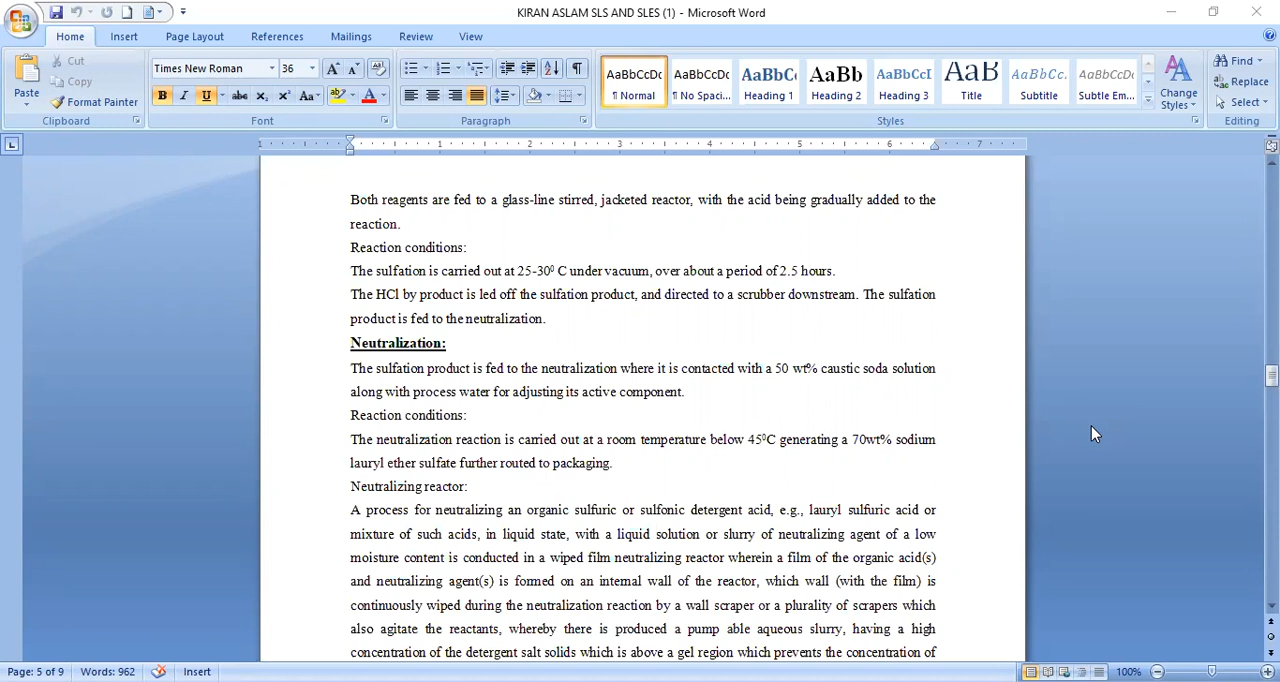 KIRAN ASLAM SLS AND SLES (1) - Microsoft Word
Home Insert Page Layout References Mailings Review View
Paste
Cut
Copy
Format Painter
Clipboard
Times New Roman 36
B I U abc X₂ X² Aa
Font
Paragraph
AaBbCcDc AaBbCcDc AaBbC AaBb AaBbCcI AaB AaBbCc. AaBbCcDc
¶ Normal ¶ No Spaci... Heading 1 Heading 2 Heading 3 Title Subtitle Subtle Em...
Change Styles
Styles
Find
Replace
Select
Editing
1 1 2 3 4 5 6 7
Both reagents are fed to a glass-line stirred, jacketed reactor, with the acid being gradually added to the
reaction.
Reaction conditions:
The sulfation is carried out at 25-30⁰ C under vacuum, over about a period of 2.5 hours.
The HCl by product is led off the sulfation product, and directed to a scrubber downstream. The sulfation
product is fed to the neutralization.
Neutralization:
The sulfation product is fed to the neutralization where it is contacted with a 50 wt% caustic soda solution
along with process water for adjusting its active component.
Reaction conditions:
The neutralization reaction is carried out at a room temperature below 45⁰C generating a 70wt% sodium
lauryl ether sulfate further routed to packaging.
Neutralizing reactor:
A process for neutralizing an organic sulfuric or sulfonic detergent acid, e.g., lauryl sulfuric acid or
mixture of such acids, in liquid state, with a liquid solution or slurry of neutralizing agent of a low
moisture content is conducted in a wiped film neutralizing reactor wherein a film of the organic acid(s)
and neutralizing agent(s) is formed on an internal wall of the reactor, which wall (with the film) is
continuously wiped during the neutralization reaction by a wall scraper or a plurality of scrapers which
also agitate the reactants, whereby there is produced a pump able aqueous slurry, having a high
concentration of the detergent salt solids which is above a gel region which prevents the concentration of
Page: 5 of 9 Words: 962 Insert 100%